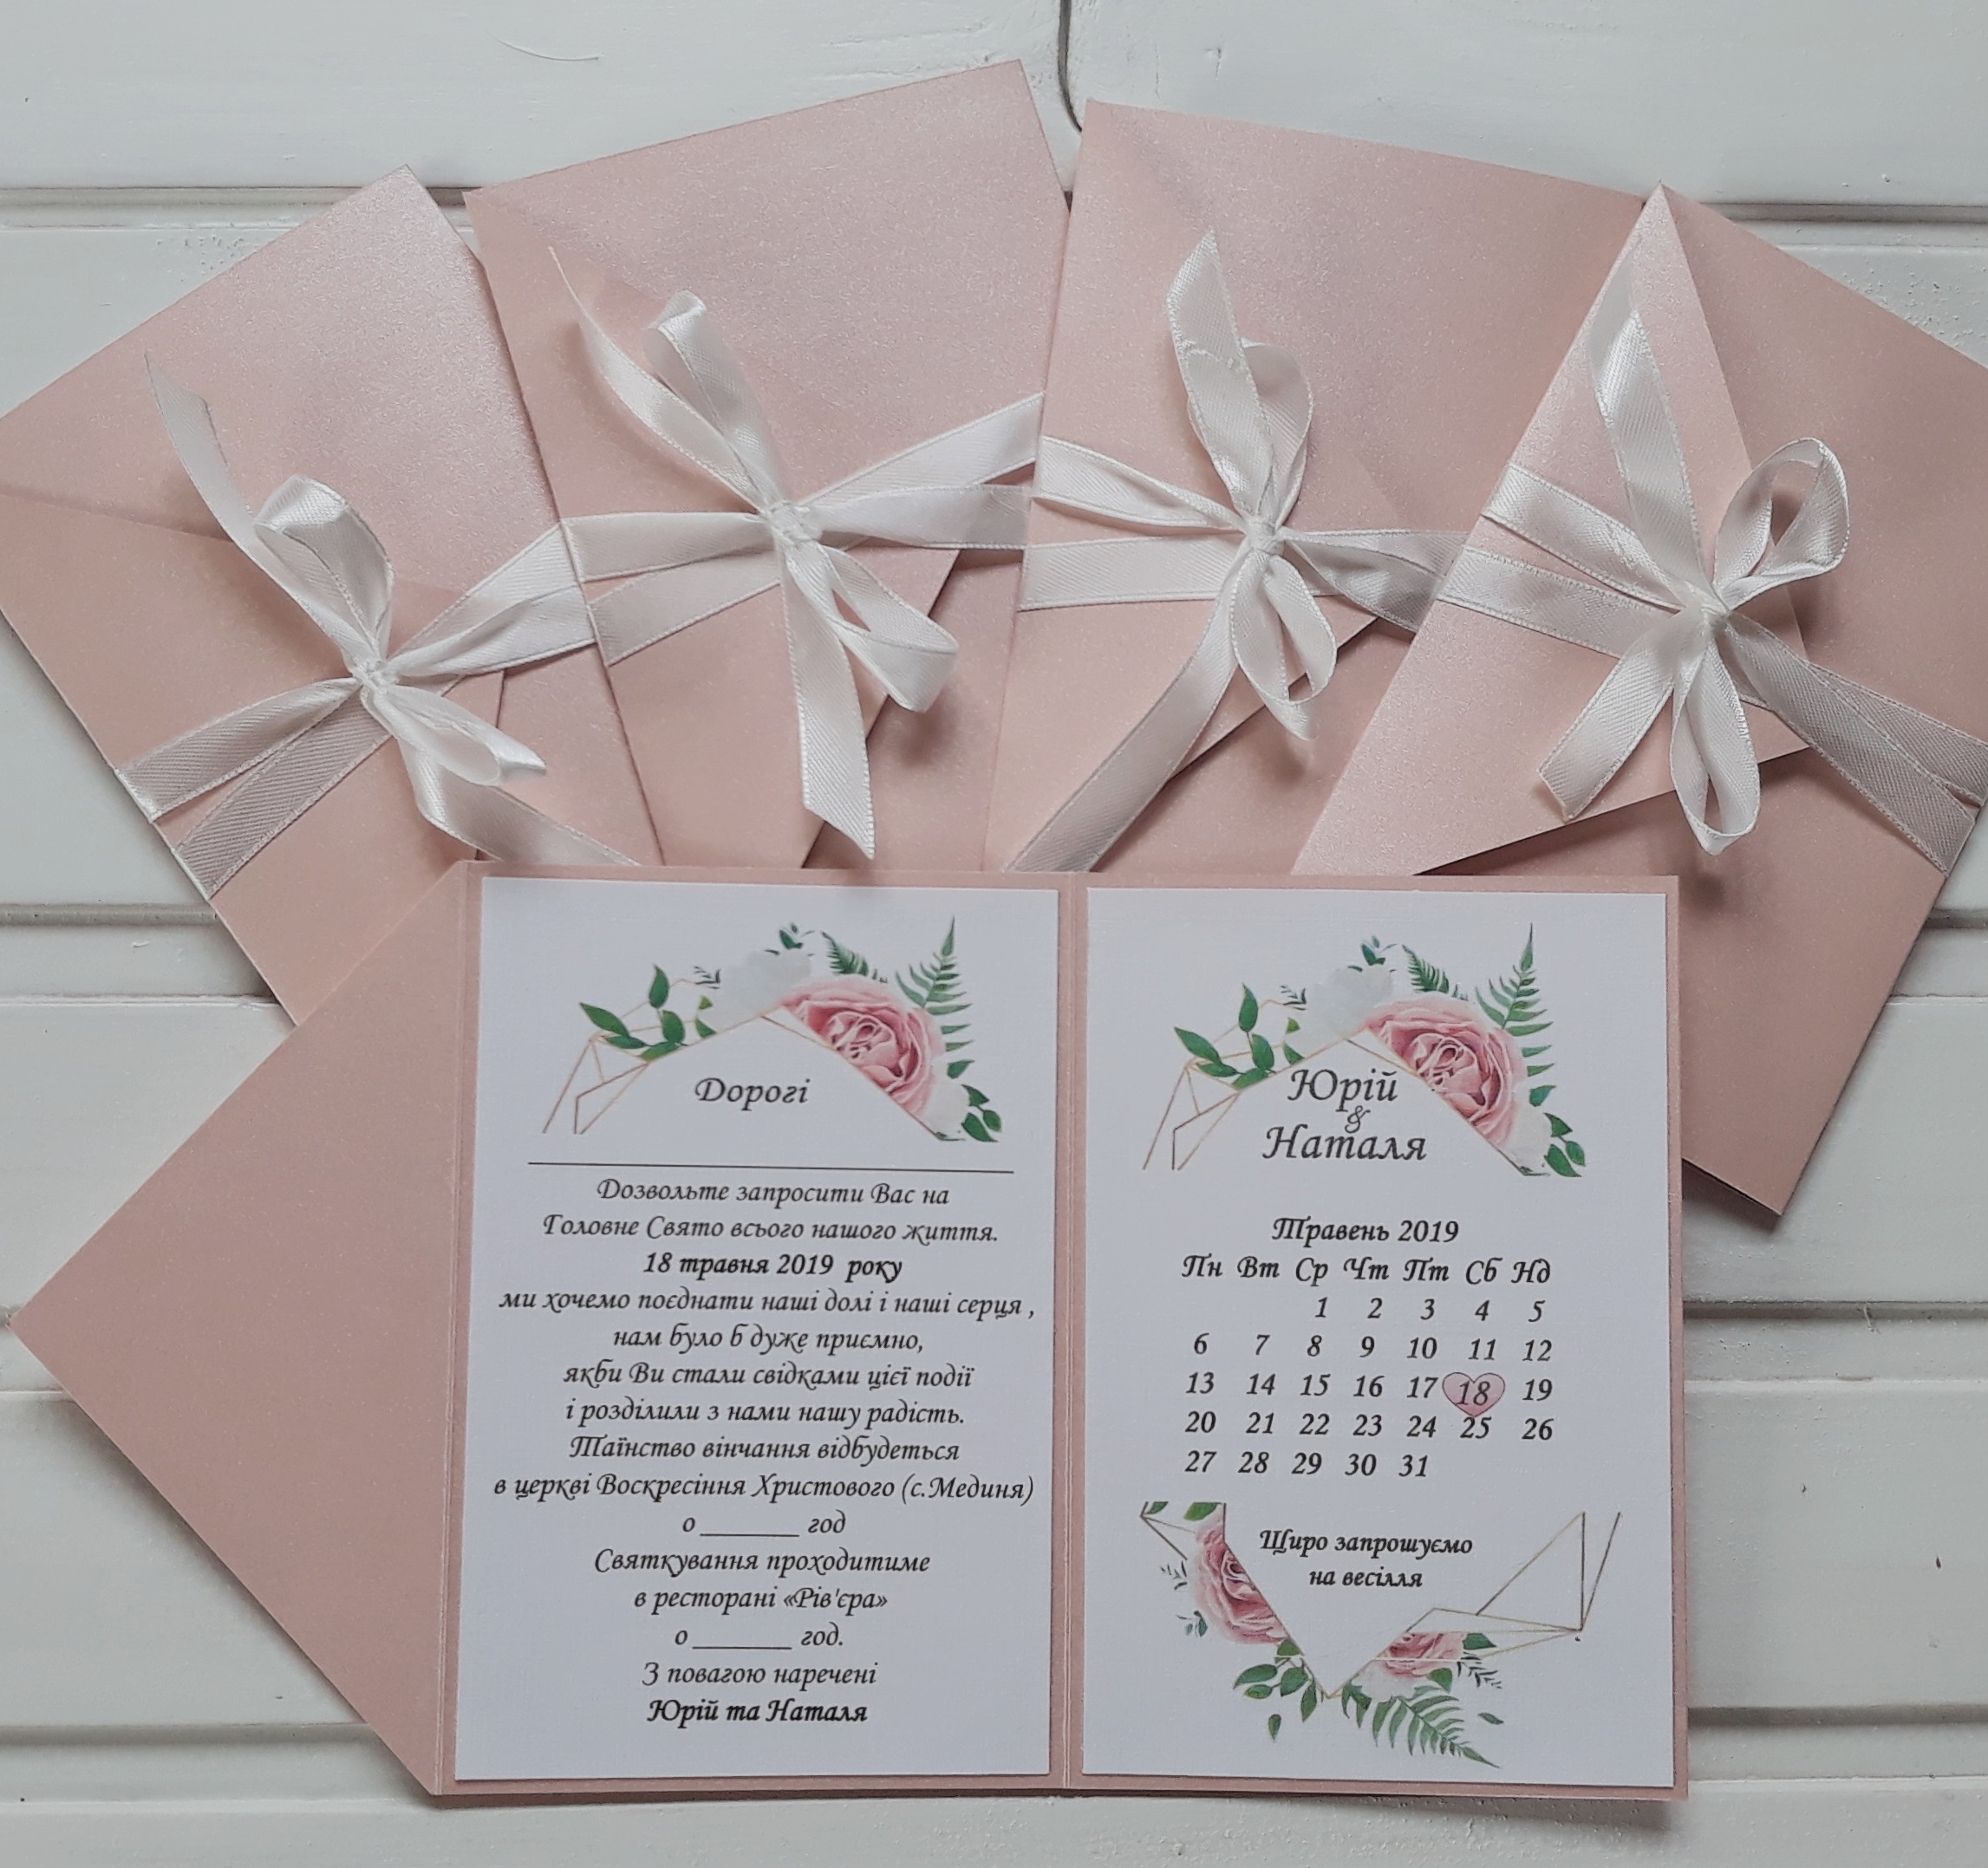 Дорогі
Дозвольте запросити Вас на
Головне Свято всього нашого життя.
18 травня 2019 року
ми хочемо поєднати наші долі і наші серця ,
нам було б дуже приємно,
якби Ви стали свідками цієї події
і розділили з нами нашу радість.
Таїнство вінчання відбудеться
в церкві Воскресіння Христового (с.Мединя)
о _______ год
Святкування проходитиме
в ресторані «Рів'єра»
о _______ год.
З повагою наречені
Юрій та Наталя
Юрій
&
Наталя
Травень 2019
Пн Вт Ср Чт Пт Сб Нд
1 2 3 4 5
6 7 8 9 10 11 12
13 14 15 16 17 18 19
20 21 22 23 24 25 26
27 28 29 30 31
Щиро запрошуємо
на весілля